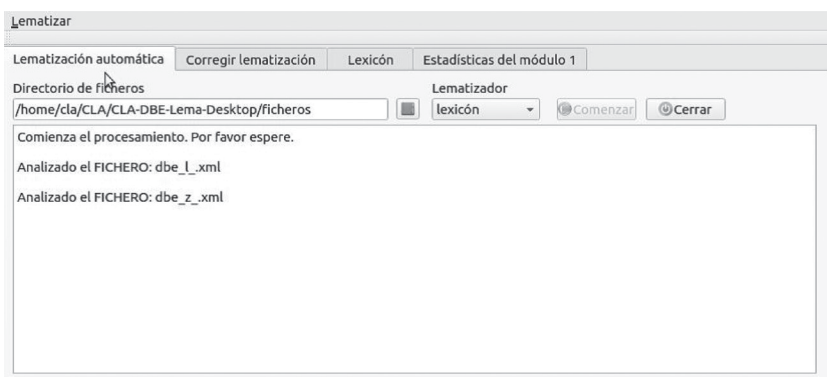 Lematizar
Lematización automática Corregir lematización Lexicón Estadísticas del módulo 1
Directorio de ficheros Lematizador
/home/cla/CLA/CLA-DBE-Lema-Desktop/ficheros lexicón Comenzar Cerrar
Comienza el procesamiento. Por favor espere.
Analizado el FICHERO: dbe_l_.xml
Analizado el FICHERO: dbe_z_.xml